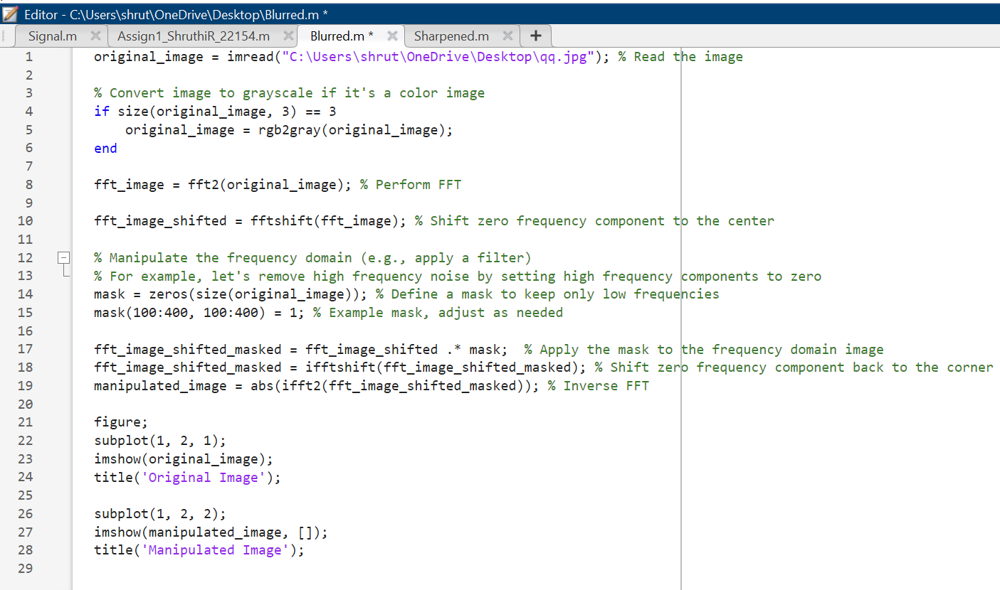 Editor - C:\Users\shrut\OneDrive\Desktop\Blurred.m *
Signal.m Assign1_ShruthiR_22154.m Blurred.m * Sharpened.m +
1 original_image = imread("C:\Users\shrut\OneDrive\Desktop\qq.jpg"); % Read the image
2
3 % Convert image to grayscale if it's a color image
4 if size(original_image, 3) == 3
5     original_image = rgb2gray(original_image);
6 end
7
8 fft_image = fft2(original_image); % Perform FFT
9
10 fft_image_shifted = fftshift(fft_image); % Shift zero frequency component to the center
11
12 % Manipulate the frequency domain (e.g., apply a filter)
13 % For example, let's remove high frequency noise by setting high frequency components to zero
14 mask = zeros(size(original_image)); % Define a mask to keep only low frequencies
15 mask(100:400, 100:400) = 1; % Example mask, adjust as needed
16
17 fft_image_shifted_masked = fft_image_shifted .* mask;  % Apply the mask to the frequency domain image
18 fft_image_shifted_masked = ifftshift(fft_image_shifted_masked); % Shift zero frequency component back to the corner
19 manipulated_image = abs(ifft2(fft_image_shifted_masked)); % Inverse FFT
20
21 figure;
22 subplot(1, 2, 1);
23 imshow(original_image);
24 title('Original Image');
25
26 subplot(1, 2, 2);
27 imshow(manipulated_image, []);
28 title('Manipulated Image');
29